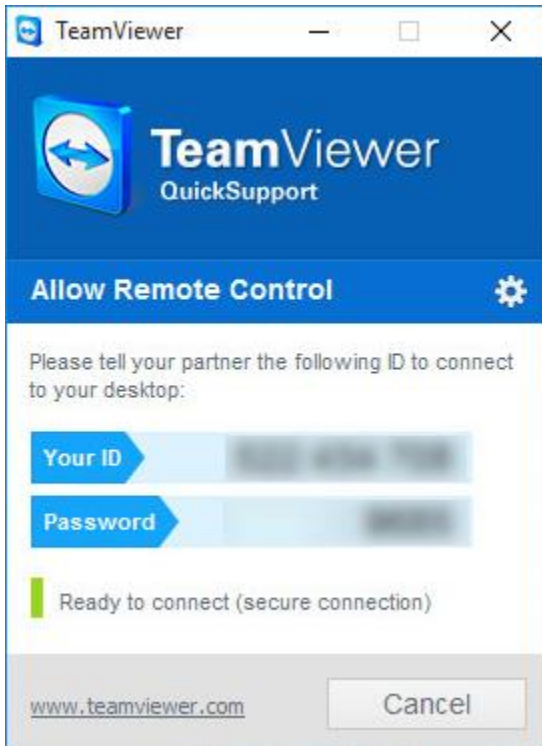 TeamViewer
TeamViewer
QuickSupport
Allow Remote Control
Please tell your partner the following ID to connect
to your desktop:
Your ID
Password
Ready to connect (secure connection)
www.teamviewer.com
Cancel